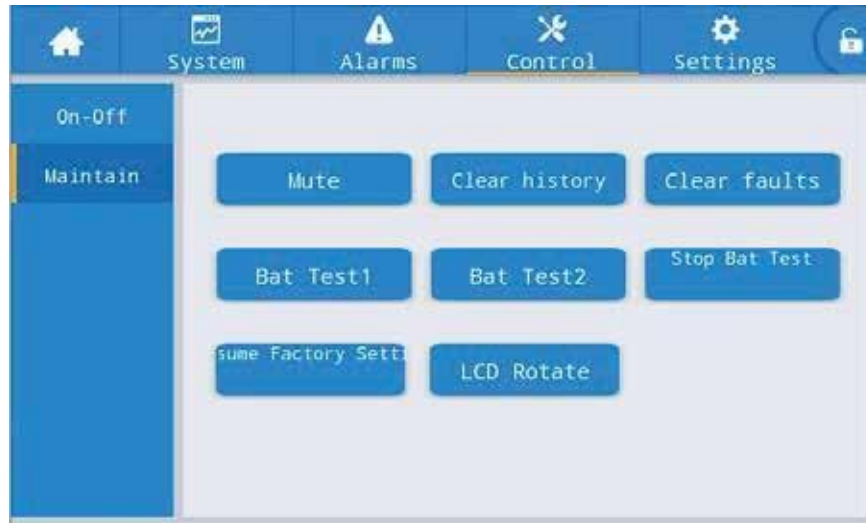 System Alarms Control Settings
On-Off
Maintain
Mute Clear history Clear faults
Bat Test1 Bat Test2 Stop Bat Test
sume Factory Setti
LCD Rotate